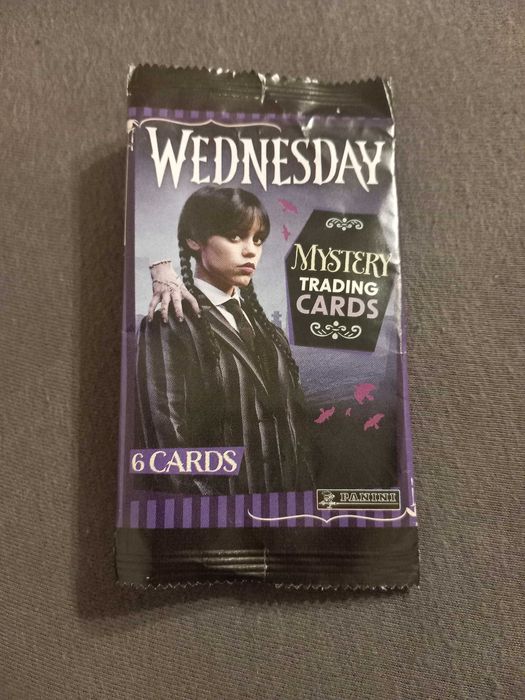 WEDNESDAY
MYSTERY
TRADING
CARDS
6 CARDS
PANINI